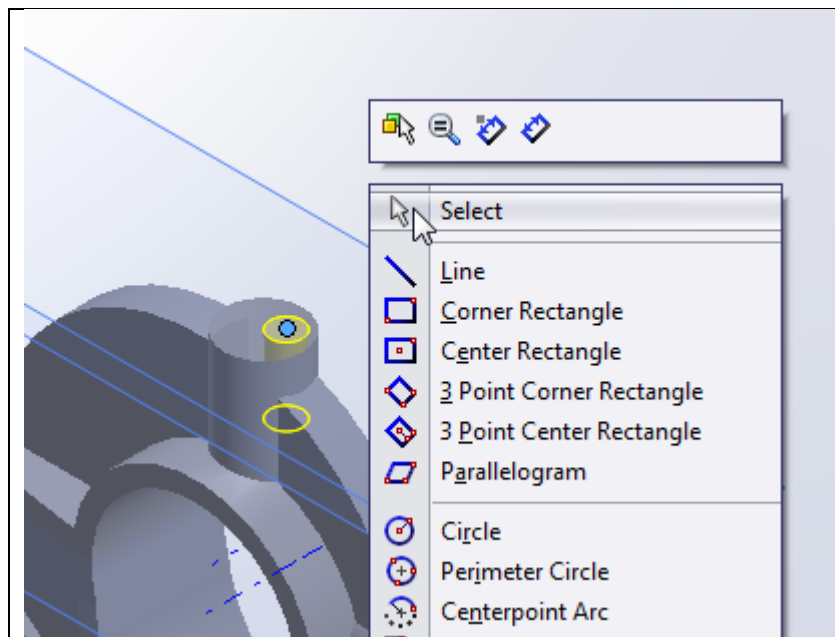 Select
Line
Corner Rectangle
Center Rectangle
3 Point Corner Rectangle
3 Point Center Rectangle
Parallelogram
Circle
Perimeter Circle
Centerpoint Arc